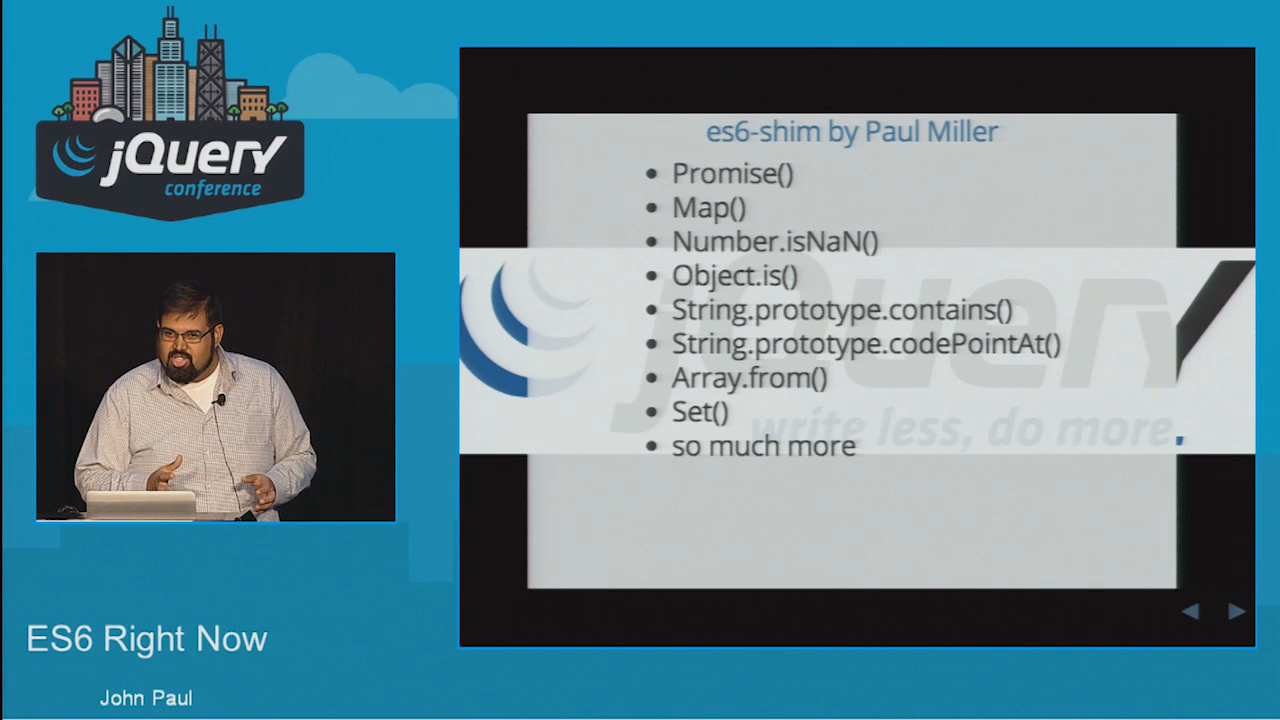 jQuery
conference
es6-shim by Paul Miller
• Promise()
• Map()
• Number.isNaN()
• Object.is()
• String.prototype.contains()
• String.prototype.codePointAt()
• Array.from()
• Set()
• so much more
jQuery
write less, do more.
ES6 Right Now
John Paul